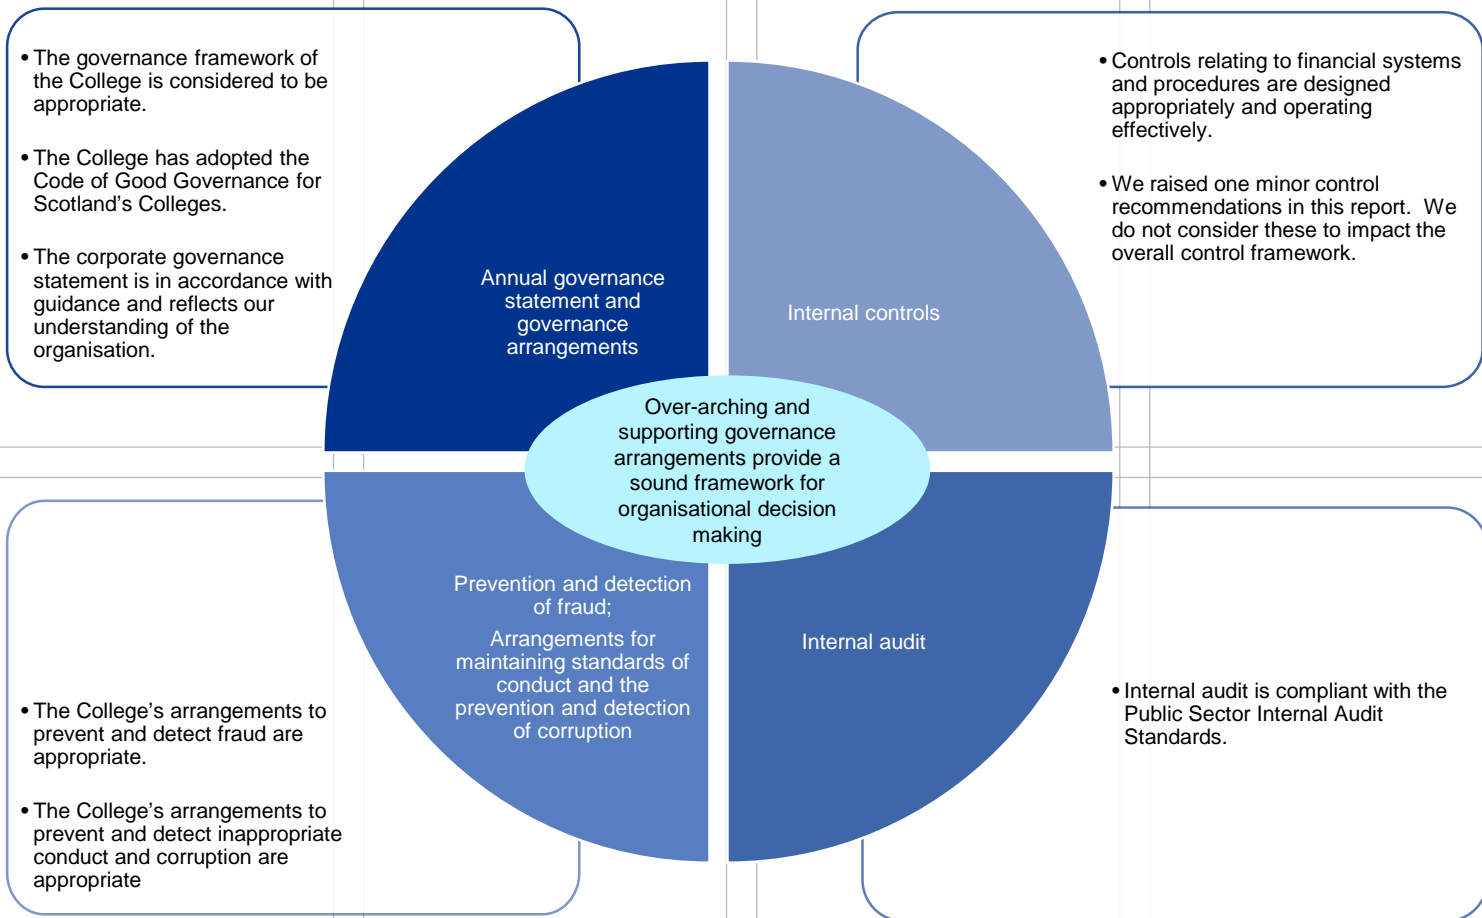 • The governance framework of
the College is considered to be
appropriate.
• The College has adopted the
Code of Good Governance for
Scotland’s Colleges.
• The corporate governance
statement is in accordance with
guidance and reflects our
understanding of the
organisation.
Annual governance
statement and
governance
arrangements
Internal controls
• Controls relating to financial systems
and procedures are designed
appropriately and operating
effectively.
• We raised one minor control
recommendations in this report.  We
do not consider these to impact the
overall control framework.
Over-arching and
supporting governance
arrangements provide a
sound framework for
organisational decision
making
Prevention and detection
of fraud;
Arrangements for
maintaining standards of
conduct and the
prevention and detection
of corruption
Internal audit
• The College’s arrangements to
prevent and detect fraud are
appropriate.
• The College’s arrangements to
prevent and detect inappropriate
conduct and corruption are
appropriate
• Internal audit is compliant with the
Public Sector Internal Audit
Standards.